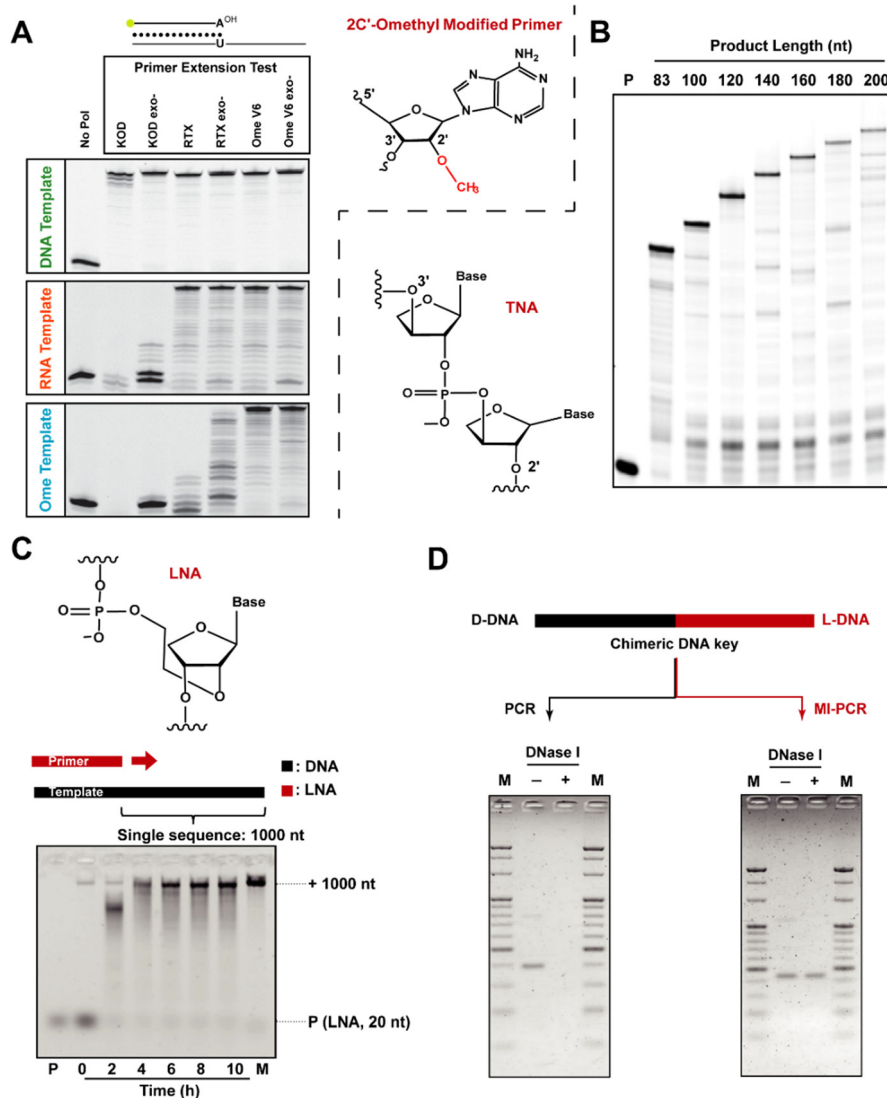 A
A OH
U
Primer Extension Test
No Pol
KOD
KOD exo-
RTX
RTX exo-
Ome V6
Ome V6 exo-
DNA Template
RNA Template
Ome Template
2C'-Omethyl Modified Primer
NH2
N
N
N
N
5'
O
3'
2'
O
O
CH3
TNA
3'
O
Base
O
O
O=P-O
O
Base
O
O
2'
B
Product Length (nt)
P 83 100 120 140 160 180 200
C
LNA
O
O=P-O
O
Base
O
O
O
Primer
Template
: DNA
: LNA
Single sequence: 1000 nt
+ 1000 nt
P (LNA, 20 nt)
P 0 2 4 6 8 10 M
Time (h)
D
D-DNA
L-DNA
Chimeric DNA key
PCR
MI-PCR
DNase I
M – + M
DNase I
M – + M